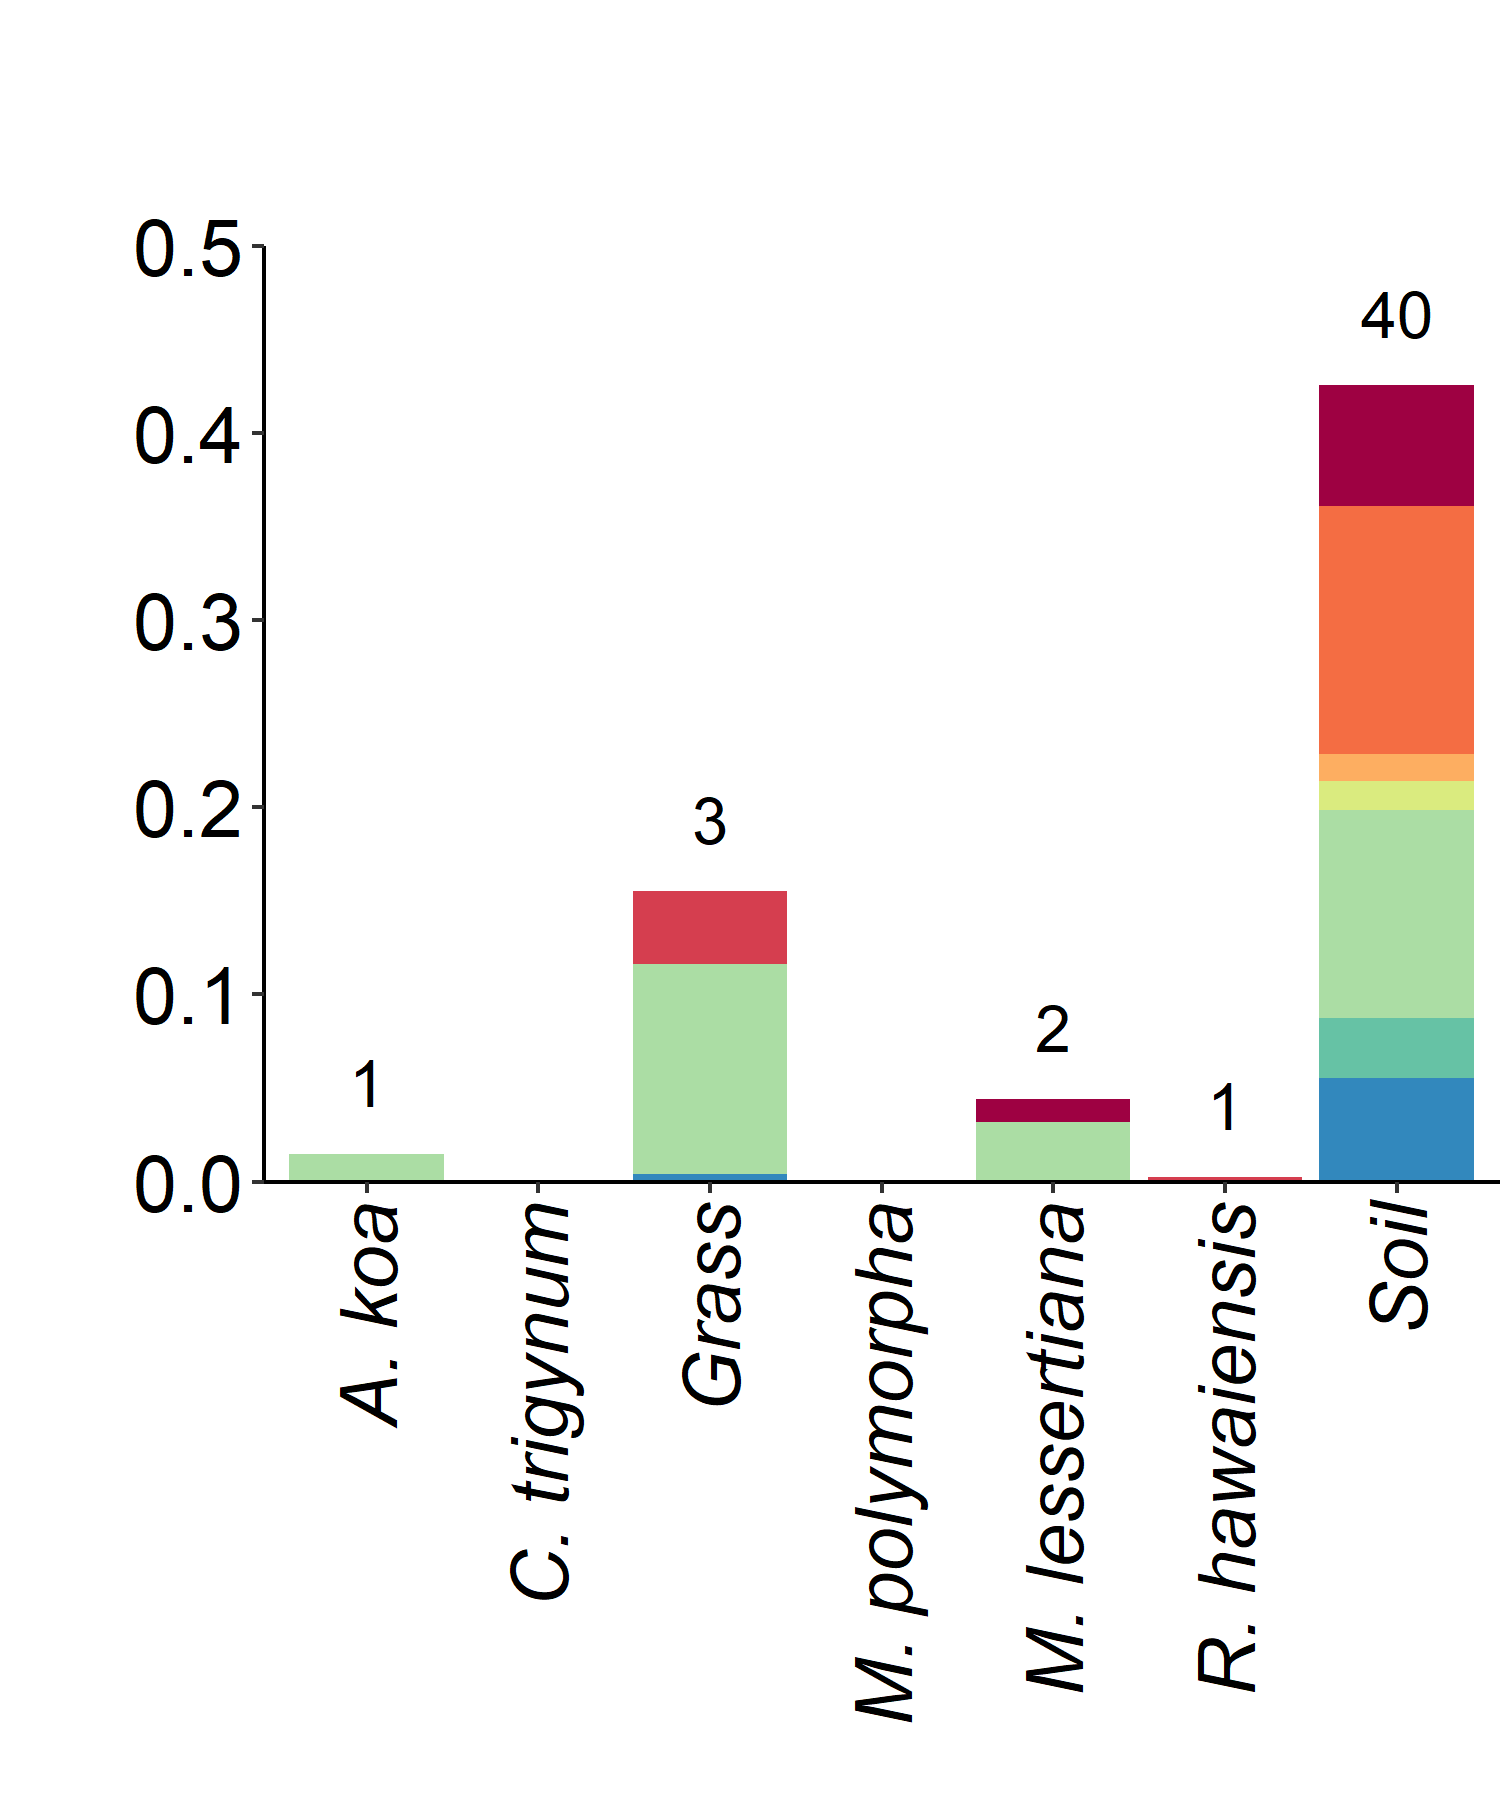 0.5
0.4
0.3
0.2
0.1
0.0
1
3
2
1
40
A. koa
C. trigynum
Grass
M. polymorpha
M. lessertiana
R. hawaiensis
Soil